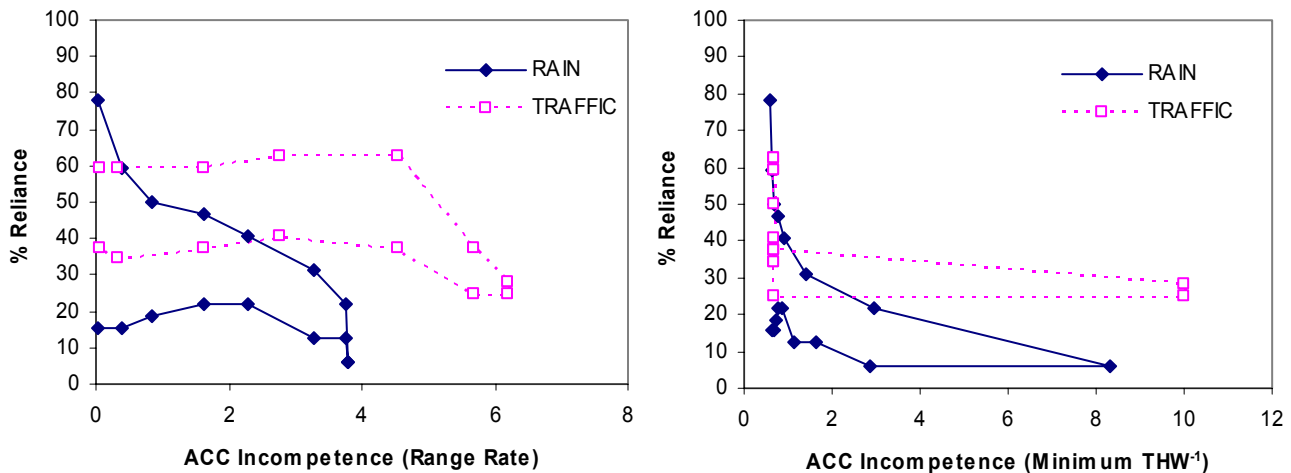 100
90
80
70
60
50
40
30
20
10
0
% Reliance
RAIN
TRAFFIC
0 2 4 6 8
ACC Incompetence (Range Rate)
100
90
80
70
60
50
40
30
20
10
0
% Reliance
RAIN
TRAFFIC
0 2 4 6 8 10 12
ACC Incompetence (Minimum THW⁻¹)